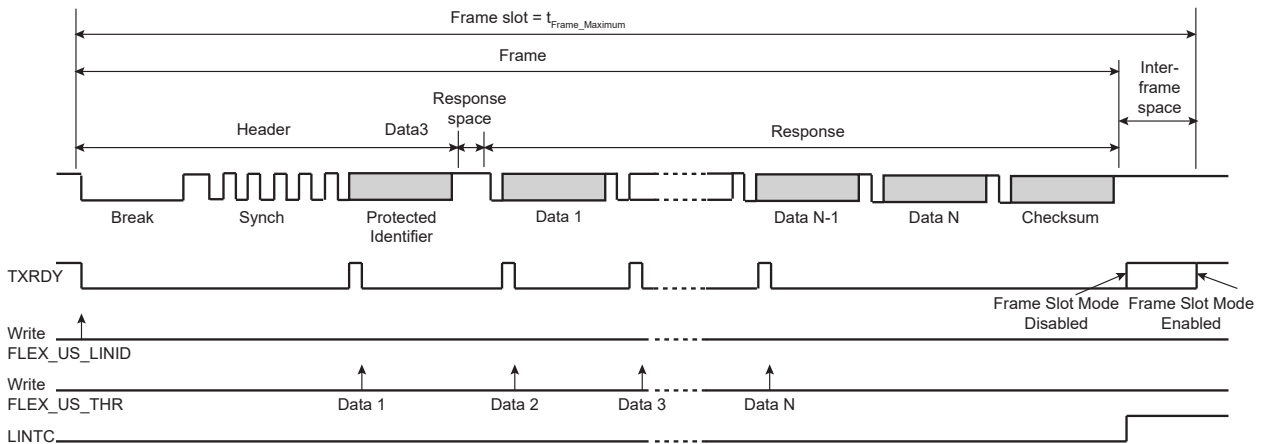 Frame slot = tFrame_Maximum
Frame
Inter-
frame
space
Response
space
Header
Data3
Response
Break
Synch
Protected
Identifier
Data 1
Data N-1
Data N
Checksum
TXRDY
Frame Slot Mode
Disabled
Frame Slot Mode
Enabled
Write
FLEX_US_LINID
Write
FLEX_US_THR
Data 1
Data 2
Data 3
Data N
LINTC